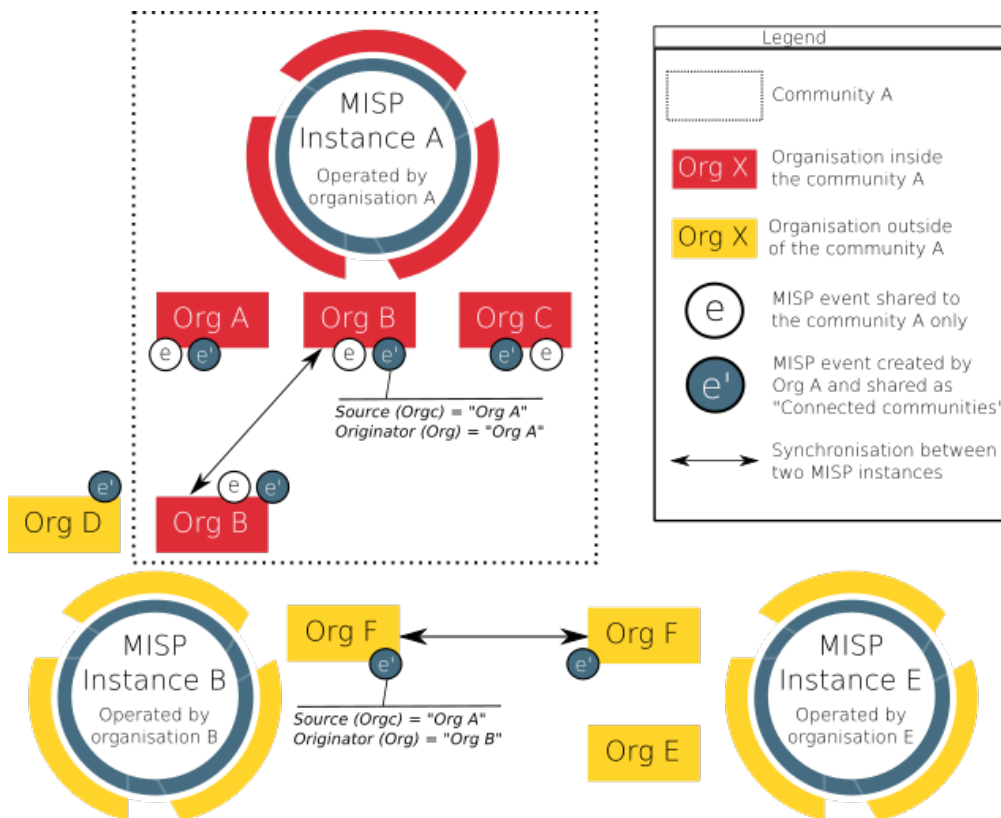 MISP
Instance A
Operated by
organisation A
Org A
Org B
Org C
e
e'
e
e'
e'
e
Source (Orgc) = "Org A"
Originator (Org) = "Org A"
e'
e
e'
Org D
Org B
MISP
Instance B
Operated by
organisation B
Org F
e'
Source (Orgc) = "Org A"
Originator (Org) = "Org B"
Org F
e'
Org E
MISP
Instance E
Operated by
organisation E
Legend
Community A
Org X
Organisation inside
the community A
Org X
Organisation outside
of the community A
e
MISP event shared to
the community A only
e'
MISP event created by
Org A and shared as
"Connected communities"
Synchronisation between
two MISP instances